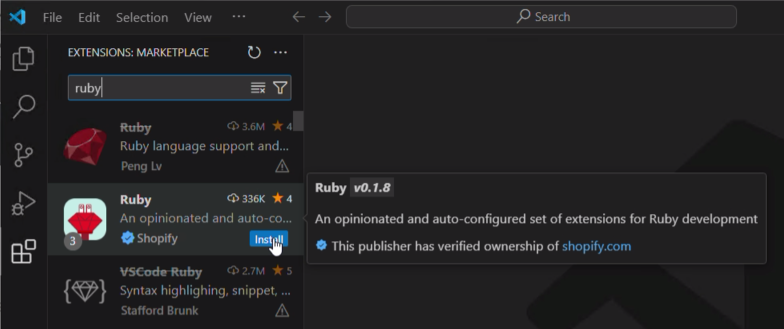 File Edit Selection View ··· Search
EXTENSIONS: MARKETPLACE
ruby
Ruby 3.6M ★ 4
Ruby language support and...
Peng Lv
Ruby 336K ★ 4
An opinionated and auto-co...
3 Shopify Install
VSCode Ruby 2.7M ★ 5
Syntax highlighing, snippet, ...
Stafford Brunk
Ruby v0.1.8
An opinionated and auto-configured set of extensions for Ruby development
This publisher has verified ownership of shopify.com